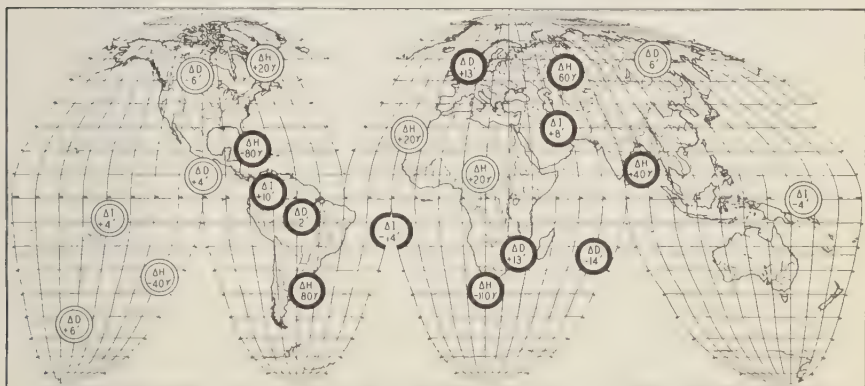 ΔD
-6'
ΔH
+20γ
ΔD
+13'
ΔH
60γ
ΔD
6'
ΔH
-80γ
ΔH
+20γ
ΔI
+8'
ΔD
+4'
ΔI
+10'
ΔH
+20γ
ΔH
+40γ
ΔI
+4'
ΔD
2'
ΔI
-14'
ΔI
-4'
ΔH
-40γ
ΔD
+13'
ΔD
-14'
ΔH
80γ
ΔH
-110γ
ΔD
+6'